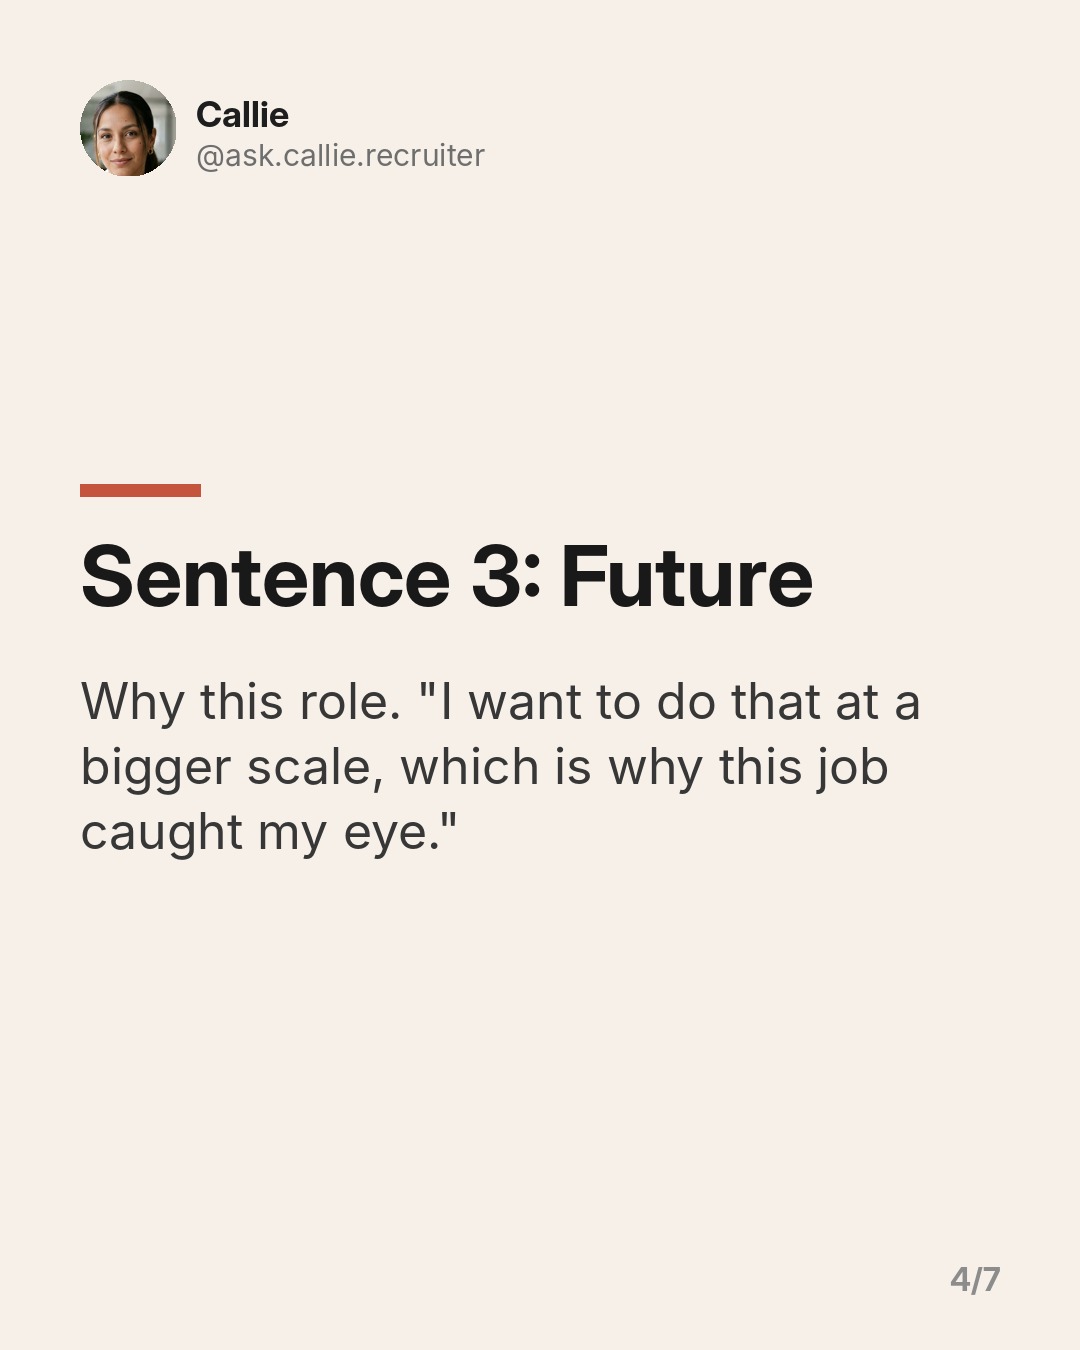 Callie
@ask.callie.recruiter
Sentence 3: Future
Why this role. "I want to do that at a
bigger scale, which is why this job
caught my eye."
4/7